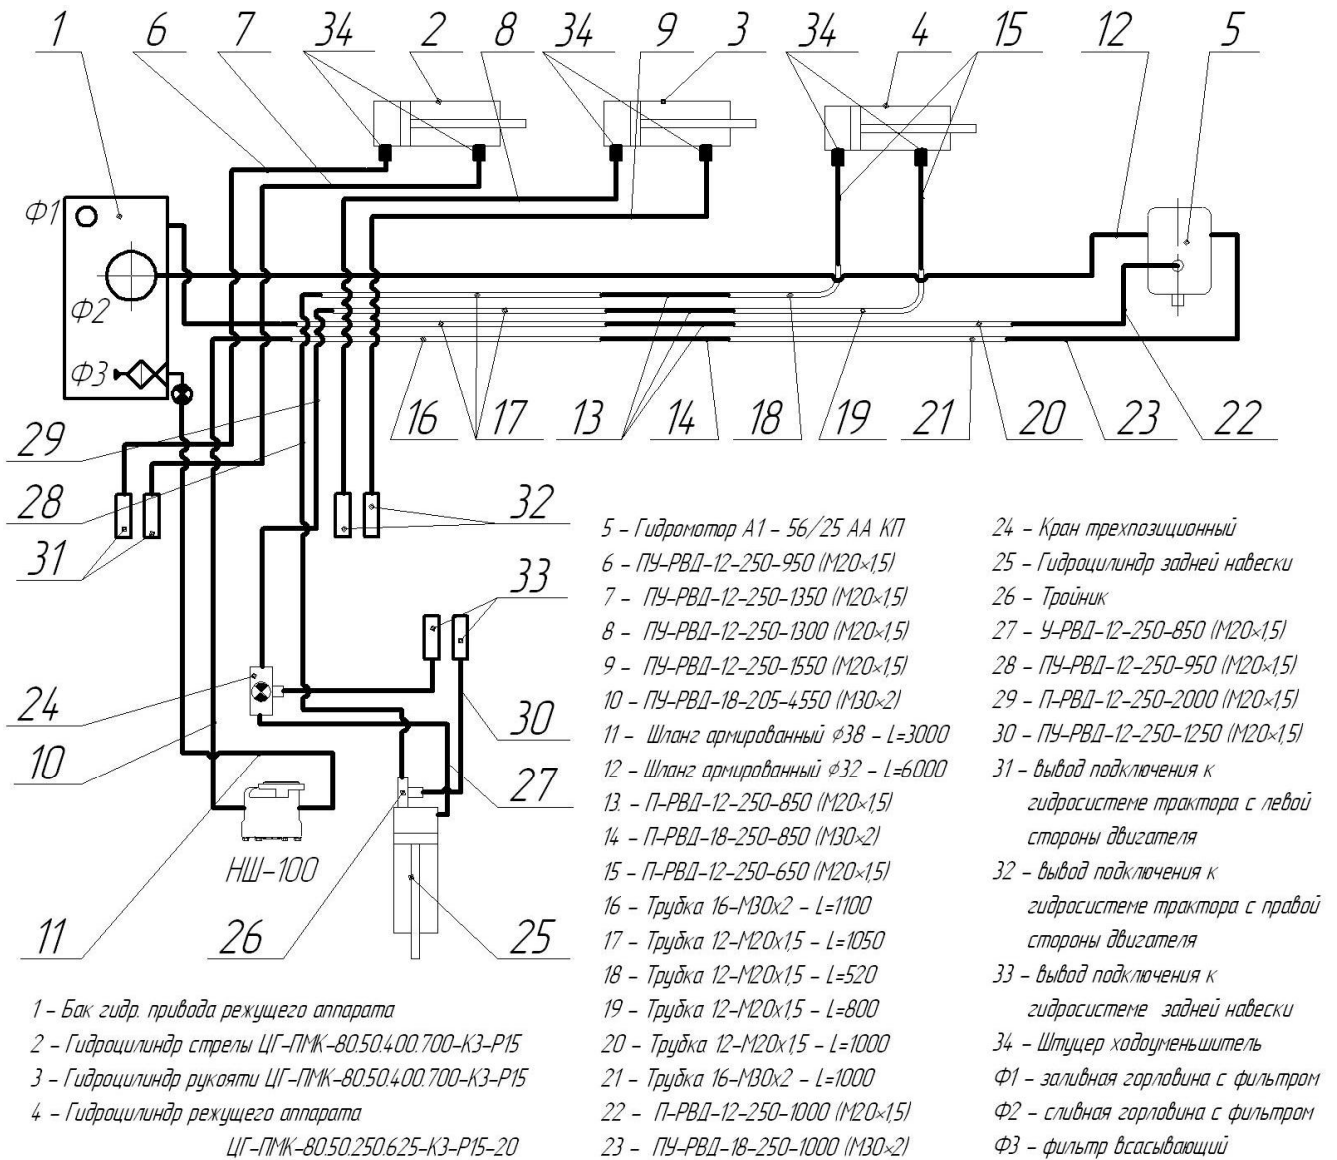 1 6 7 34 2 8 34 9 3 34 4 15 12 5
Ф1
Ф2
Ф3
16 17 13 14 18 19 21 20 23 22
29
28
31
32
33
24
10
30
27
НШ-100
11 26 25
1 - Бак гидр. привода режущего аппарата
2 - Гидроцилиндр стрелы ЦГ-ПМК-80.50.400.700-КЗ-Р15
3 - Гидроцилиндр рукояти ЦГ-ПМК-80.50.400.700-КЗ-Р15
4 - Гидроцилиндр режущего аппарата
ЦГ-ПМК-80.50.250.625-КЗ-Р15-20
5 - Гидромотор А1 - 56/25 АА КП
6 - ПУ-РВД-12-250-950 (М20×1,5)
7 - ПУ-РВД-12-250-1350 (М20×1,5)
8 - ПУ-РВД-12-250-1300 (М20×1,5)
9 - ПУ-РВД-12-250-1550 (М20×1,5)
10 - ПУ-РВД-18-205-4550 (М30×2)
11 - Шланг армированный ф38 - L=3000
12 - Шланг армированный ф32 - L=6000
13 - П-РВД-12-250-850 (М20×1,5)
14 - П-РВД-18-250-850 (М30×2)
15 - П-РВД-12-250-650 (М20×1,5)
16 - Трубка 16-М30х2 - L=1100
17 - Трубка 12-М20х1,5 - L=1050
18 - Трубка 12-М20х1,5 - L=520
19 - Трубка 12-М20х1,5 - L=800
20 - Трубка 12-М20х1,5 - L=1000
21 - Трубка 16-М30х2 - L=1000
22 - П-РВД-12-250-1000 (М20×1,5)
23 - ПУ-РВД-18-250-1000 (М30×2)
24 - Кран трехпозиционный
25 - Гидроцилиндр задней навески
26 - Тройник
27 - У-РВД-12-250-850 (М20×1,5)
28 - ПУ-РВД-12-250-950 (М20×1,5)
29 - П-РВД-12-250-2000 (М20×1,5)
30 - ПУ-РВД-12-250-1250 (М20×1,5)
31 - вывод подключения к
гидросистеме трактора с левой
стороны двигателя
32 - вывод подключения к
гидросистеме трактора с правой
стороны двигателя
33 - вывод подключения к
гидросистеме задней навески
34 - Штуцер ходоуменьшитель
Ф1 - заливная горловина с фильтром
Ф2 - сливная горловина с фильтром
Ф3 - фильтр всасывающий